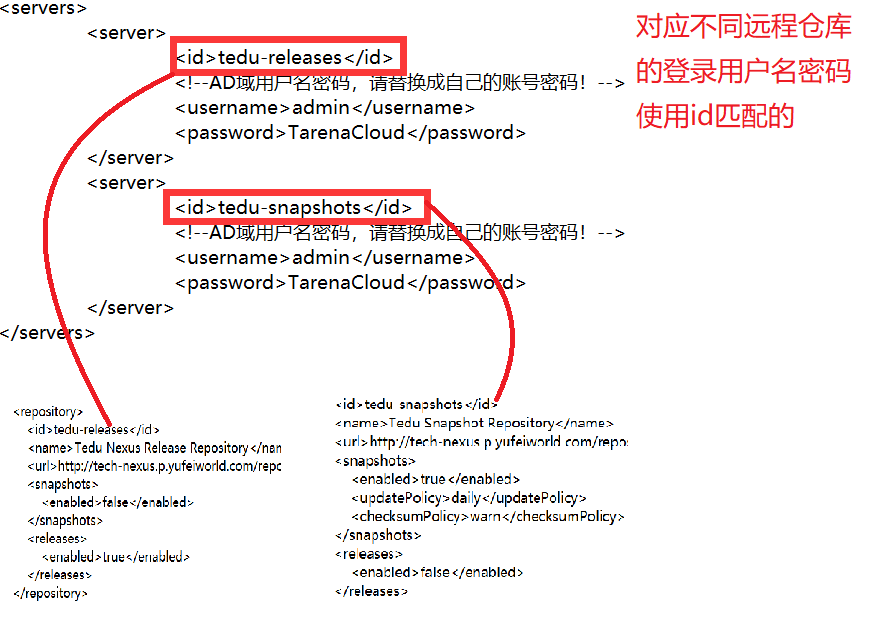 <servers>
<server>
<id>tedu-releases</id>
<!--AD域用户名密码，请替换成自己的账号密码！-->
<username>admin</username>
<password>TarenaCloud</password>
</server>
<server>
<id>tedu-snapshots</id>
<!--AD域用户名密码，请替换成自己的账号密码！-->
<username>admin</username>
<password>TarenaCloud</password>
</server>
</servers>
对应不同远程仓库
的登录用户名密码
使用id匹配的
<repository>
<id>tedu-releases</id>
<name>Tedu Nexus Release Repository</nan
<url>http://tech-nexus.p.yufeiworld.com/repo
<snapshots>
<enabled>false</enabled>
</snapshots>
<releases>
<enabled>true</enabled>
</releases>
</repository>
<id>tedu-snapshots</id>
<name>Tedu Snapshot Repository</name>
<url>http://tech-nexus.p.yufeiworld.com/repos
<snapshots>
<enabled>true</enabled>
<updatePolicy>daily</updatePolicy>
<checksumPolicy>warn</checksumPolicy>
</snapshots>
<releases>
<enabled>false</enabled>
</releases>